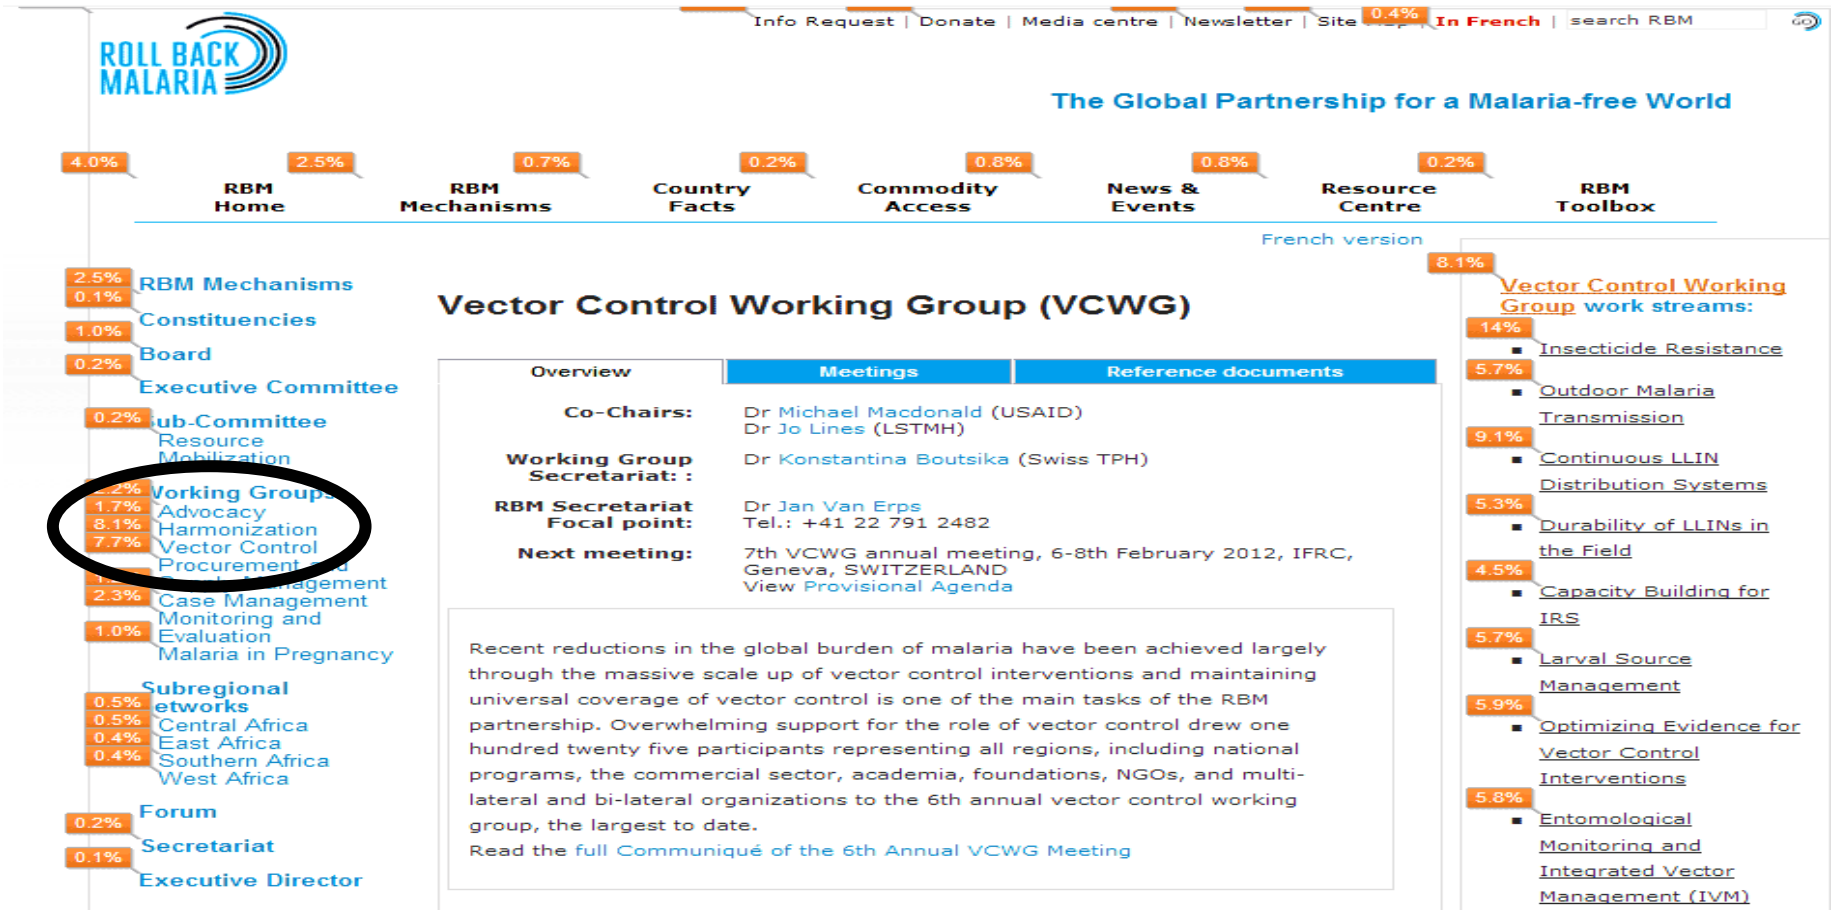 Info Request | Donate | Media centre | Newsletter | Site Map | In French | search RBM GO
0.4%
ROLL BACK
MALARIA
The Global Partnership for a Malaria-free World
4.0% 2.5% 0.7% 0.2% 0.8% 0.8% 0.2%
RBM Home
RBM Mechanisms
Country Facts
Commodity Access
News & Events
Resource Centre
RBM Toolbox
French version
2.5%
RBM Mechanisms
0.1%
Constituencies
1.0%
Board
0.2%
Executive Committee
0.2%
ub-Committee
Resource
Mobilization
2.2%
Working Groups
1.7%
Advocacy
8.1%
Harmonization
7.7%
Vector Control
Procurement and
Management
2.3%
Case Management
Monitoring and
1.0%
Evaluation
Malaria in Pregnancy
Subregional
0.5%
etworks
0.5%
Central Africa
0.4%
East Africa
0.4%
Southern Africa
West Africa
Forum
0.2%
Secretariat
0.1%
Executive Director
Vector Control Working Group (VCWG)
Overview Meetings Reference documents
Co-Chairs: Dr Michael Macdonald (USAID)
Dr Jo Lines (LSTMH)
Working Group Dr Konstantina Boutsika (Swiss TPH)
Secretariat: :
RBM Secretariat Dr Jan Van Erps
Focal point: Tel.: +41 22 791 2482
Next meeting: 7th VCWG annual meeting, 6-8th February 2012, IFRC,
Geneva, SWITZERLAND
View Provisional Agenda
Recent reductions in the global burden of malaria have been achieved largely
through the massive scale up of vector control interventions and maintaining
universal coverage of vector control is one of the main tasks of the RBM
partnership. Overwhelming support for the role of vector control drew one
hundred twenty five participants representing all regions, including national
programs, the commercial sector, academia, foundations, NGOs, and multi-
lateral and bi-lateral organizations to the 6th annual vector control working
group, the largest to date.
Read the full Communiqué of the 6th Annual VCWG Meeting
8.1%
Vector Control Working
Group work streams:
14%
Insecticide Resistance
5.7%
Outdoor Malaria
Transmission
9.1%
Continuous LLIN
Distribution Systems
5.3%
Durability of LLINs in
the Field
4.5%
Capacity Building for
IRS
5.7%
Larval Source
Management
5.9%
Optimizing Evidence for
Vector Control
Interventions
5.8%
Entomological
Monitoring and
Integrated Vector
Management (IVM)